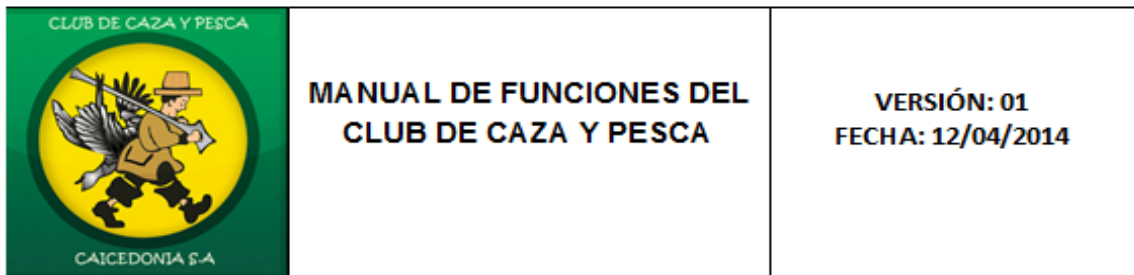 CLUB DE CAZA Y PESCA
CAICEDONIA S.A
MANUAL DE FUNCIONES DEL
CLUB DE CAZA Y PESCA
VERSIÓN: 01
FECHA: 12/04/2014